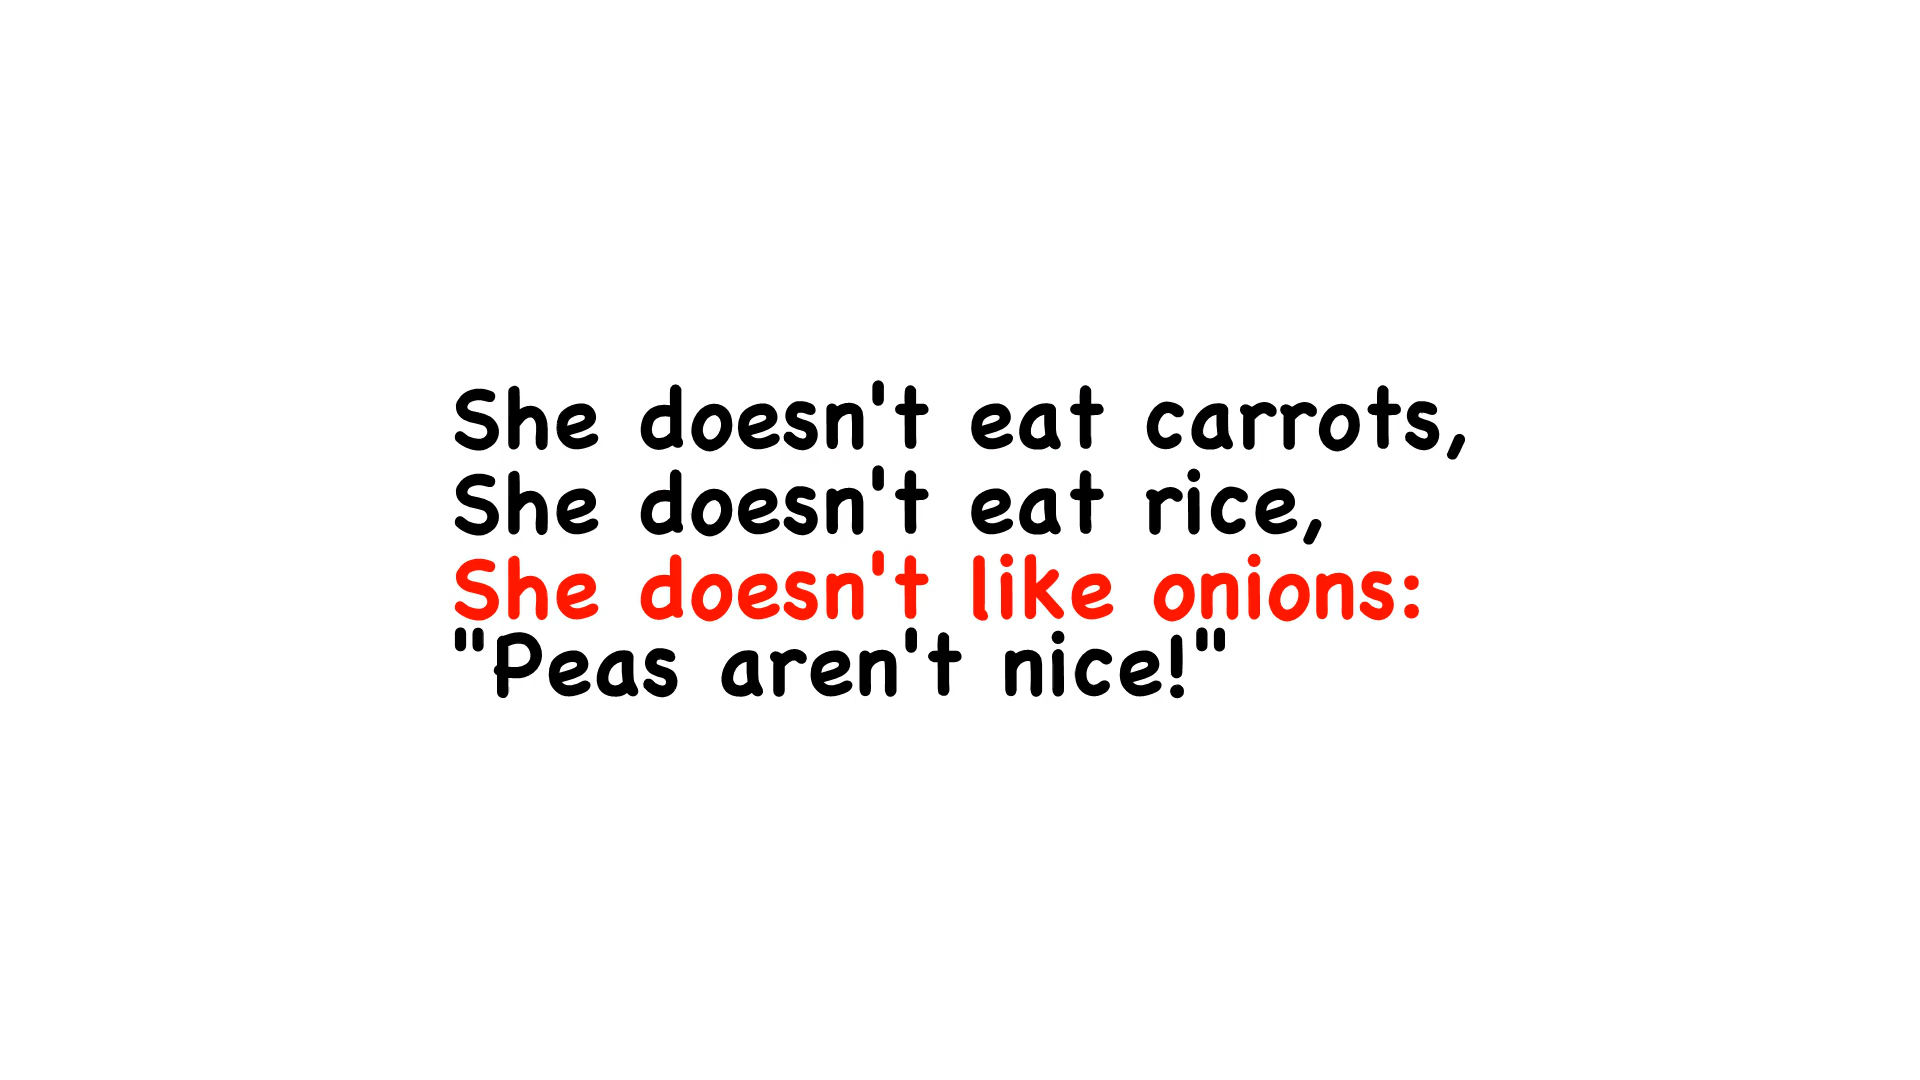 She doesn't eat carrots,
She doesn't eat rice,
She doesn't like onions:
"Peas aren't nice!"